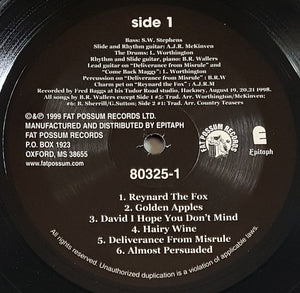 side 1
Bass: S.W. Stephens
Slide and Rhythm guitar: A.J.R. McKinven
The Drums: L. Worthington
Rhythm and Slide guitar, piano: B.R. Wallers
Lead guitar on "Deliverance from Misrule" and
"Come Back Maggy": L. Worthington
Percussion on "Deliverance from Misrule": B.R.W
Charm pet on "Reynard the Fox": A.J.R.M
Recorded by Fred Baggs at his Tudor Road studio, Hackney, August 19,20,21 1998.
All songs by B.R. Wallers except Side 1 #5: Trad. Arr. Worthington/McKinven;
#6: B. Sherrill/G.Sutton; Side 2 #1: Trad. Arr. Country Teasers
©&℗ 1999 FAT POSSUM RECORDS LTD.
MANUFACTURED AND DISTRIBUTED BY EPITAPH
FAT POSSUM RECORDS
P.O. BOX 1923
OXFORD, MS 38655
www.fatpossum.com
FAT POSSUM RECORDS
E
Epitaph
80325-1
1. Reynard The Fox
2. Golden Apples
3. David I Hope You Don't Mind
4. Hairy Wine
5. Deliverance From Misrule
6. Almost Persuaded
All rights reserved. Unauthorized duplication is a violation of applicable laws.